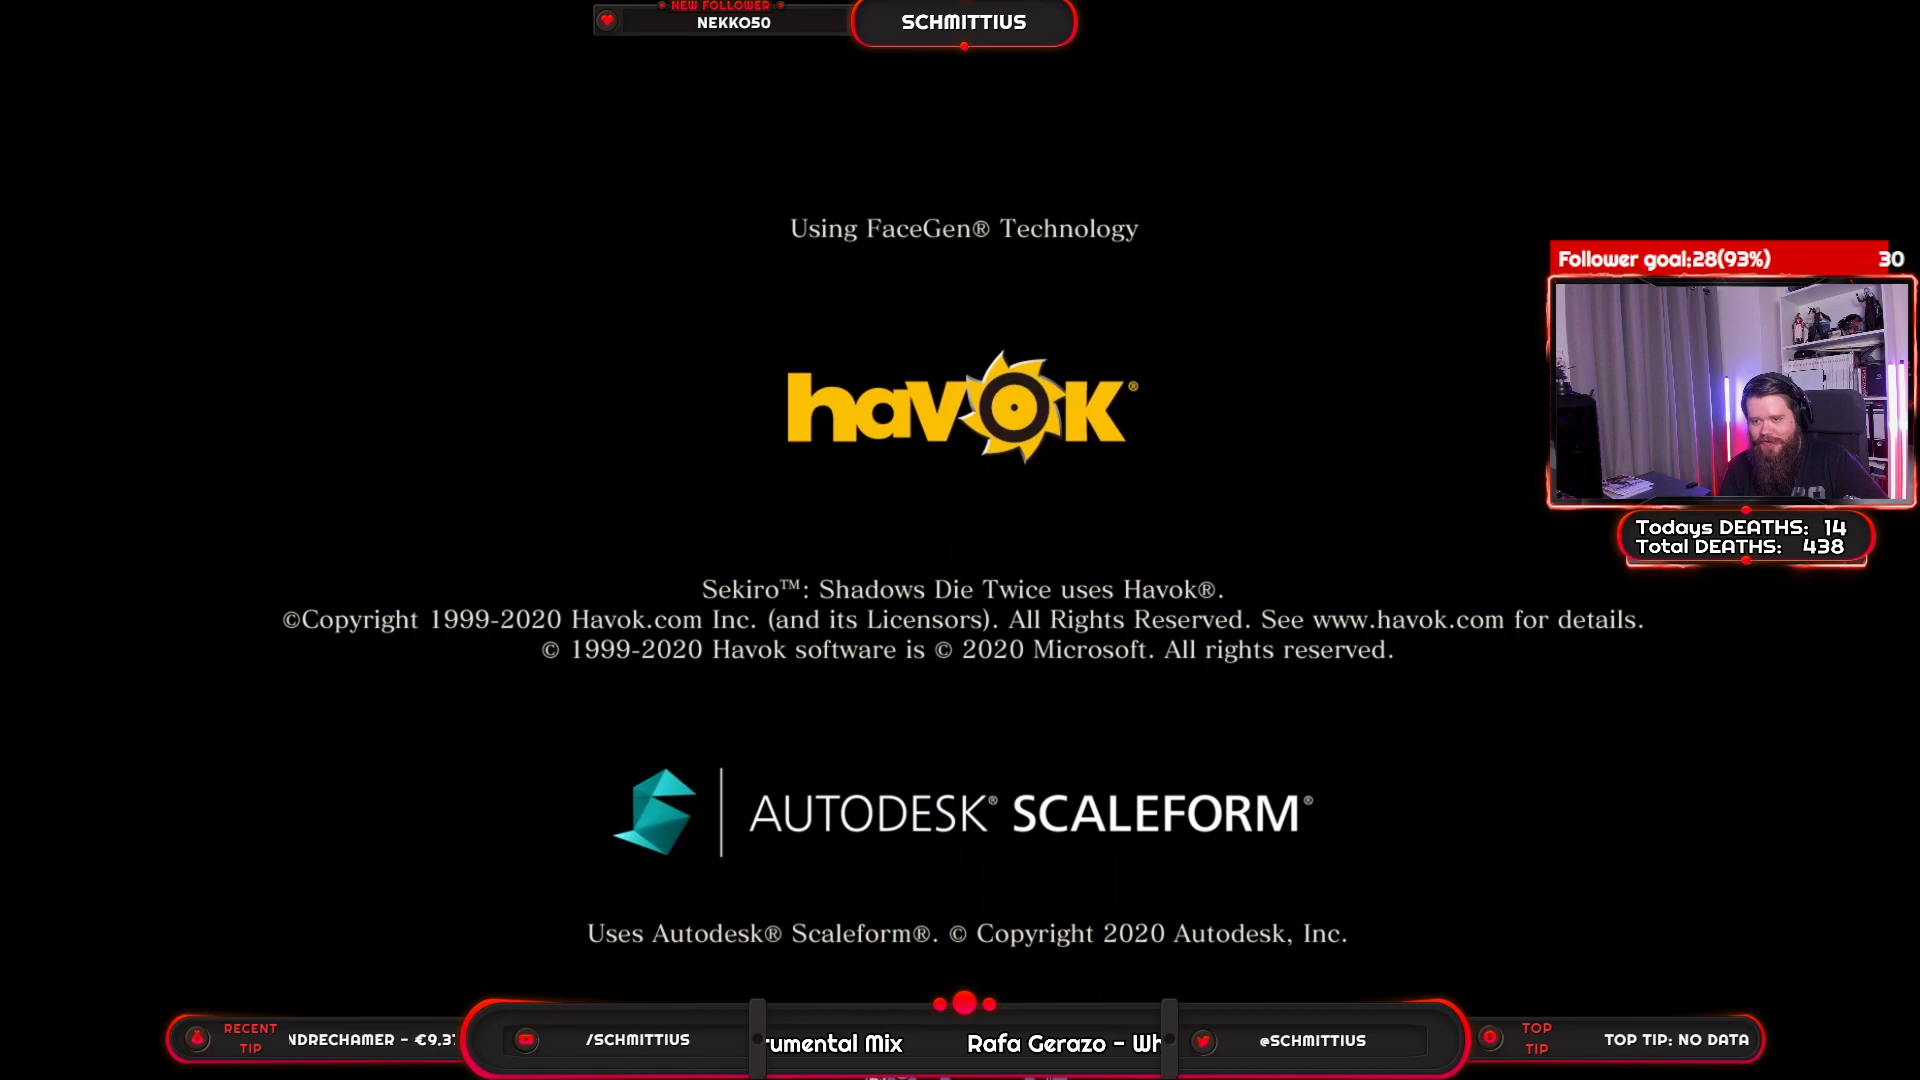 NEW FOLLOWER
NEKKO50
SCHMITTIUS
Using FaceGen® Technology
Follower goal:28(93%) 30
havok®
Todays DEATHS: 14
Total DEATHS: 438
Sekiro™: Shadows Die Twice uses Havok®.
©Copyright 1999-2020 Havok.com Inc. (and its Licensors). All Rights Reserved. See www.havok.com for details.
© 1999-2020 Havok software is © 2020 Microsoft. All rights reserved.
AUTODESK® SCALEFORM®
Uses Autodesk® Scaleform®. © Copyright 2020 Autodesk, Inc.
RECENT TIP
NDRECHAMER - €9.3
/SCHMITTIUS
rumental Mix Rafa Gerazo - Wh
@SCHMITTIUS
TOP TIP
TOP TIP: NO DATA